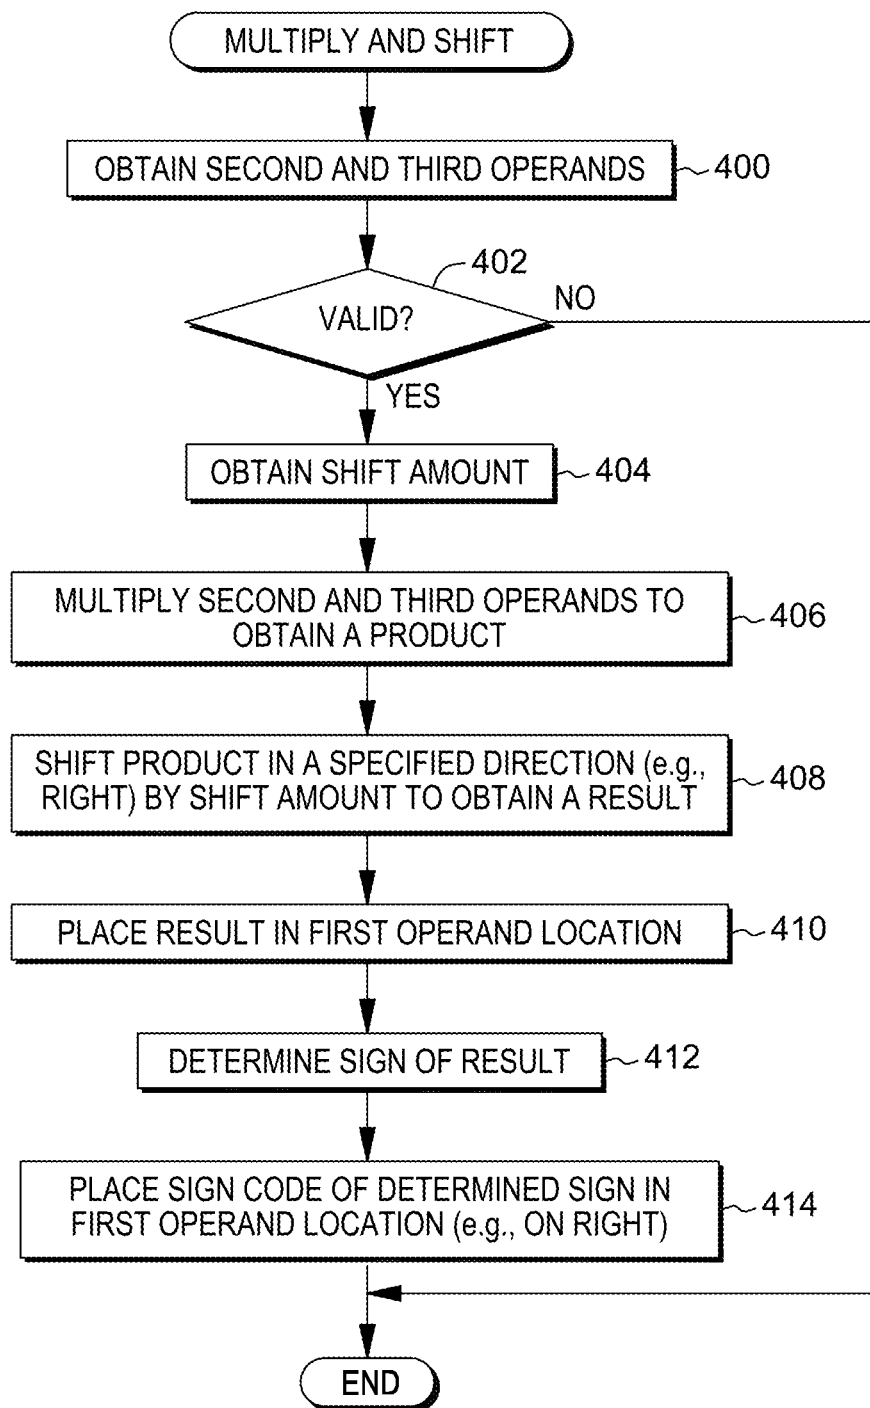 MULTIPLY AND SHIFT
OBTAIN SECOND AND THIRD OPERANDS
400
402
VALID?
NO
YES
OBTAIN SHIFT AMOUNT
404
MULTIPLY SECOND AND THIRD OPERANDS TO
OBTAIN A PRODUCT
406
SHIFT PRODUCT IN A SPECIFIED DIRECTION (e.g.,
RIGHT) BY SHIFT AMOUNT TO OBTAIN A RESULT
408
PLACE RESULT IN FIRST OPERAND LOCATION
410
DETERMINE SIGN OF RESULT
412
PLACE SIGN CODE OF DETERMINED SIGN IN
FIRST OPERAND LOCATION (e.g., ON RIGHT)
414
END